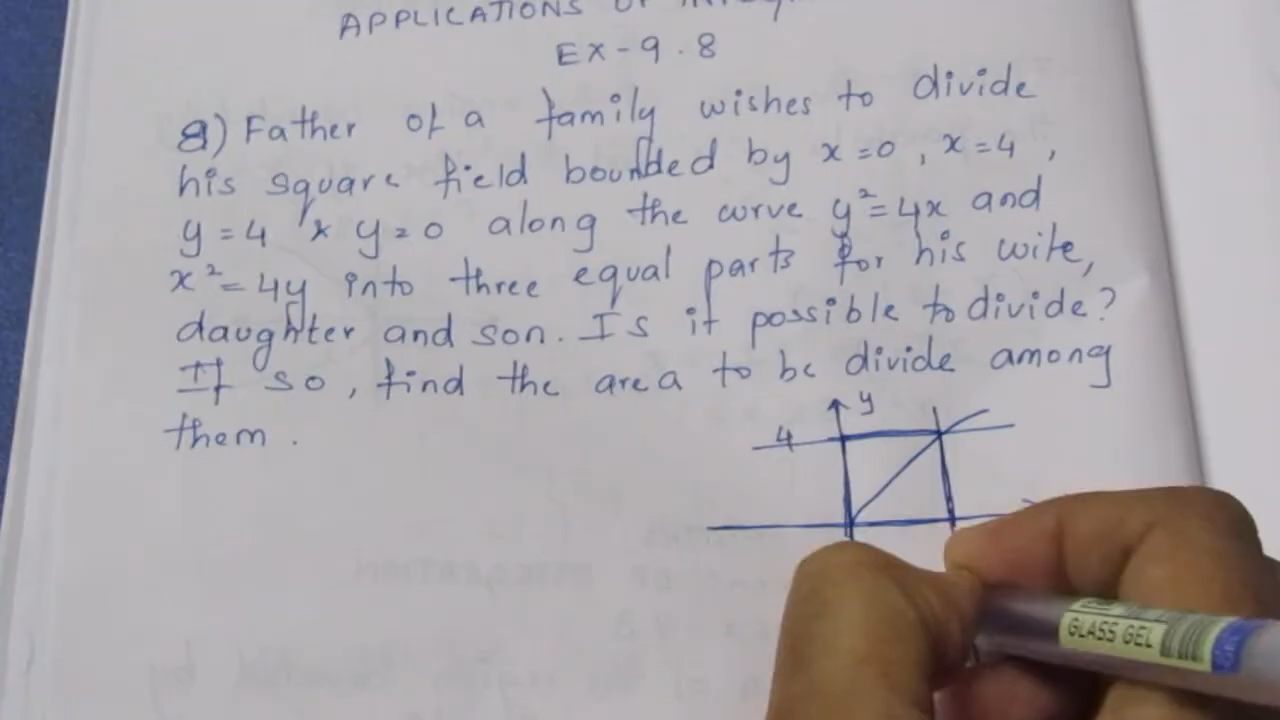 APPLICATIONS OF
EX-9.8
8) Father of a family wishes to divide
his square field bounded by x=0, x=4,
y=4 x y=0 along the curve y²=4x and
x²=4y into three equal parts for his wife,
daughter and son. Is it possible to divide?
If so, find the area to be divide among
them.
y
4
GLASS GEL